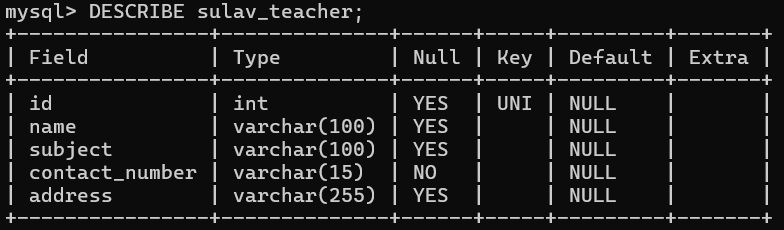 mysql> DESCRIBE sulav_teacher;
+----------------+--------------+------+-----+---------+-------+
| Field          | Type         | Null | Key | Default | Extra |
+----------------+--------------+------+-----+---------+-------+
| id             | int          | YES  | UNI | NULL    |       |
| name           | varchar(100) | YES  |     | NULL    |       |
| subject        | varchar(100) | YES  |     | NULL    |       |
| contact_number | varchar(15)  | NO   |     | NULL    |       |
| address        | varchar(255) | YES  |     | NULL    |       |
+----------------+--------------+------+-----+---------+-------+